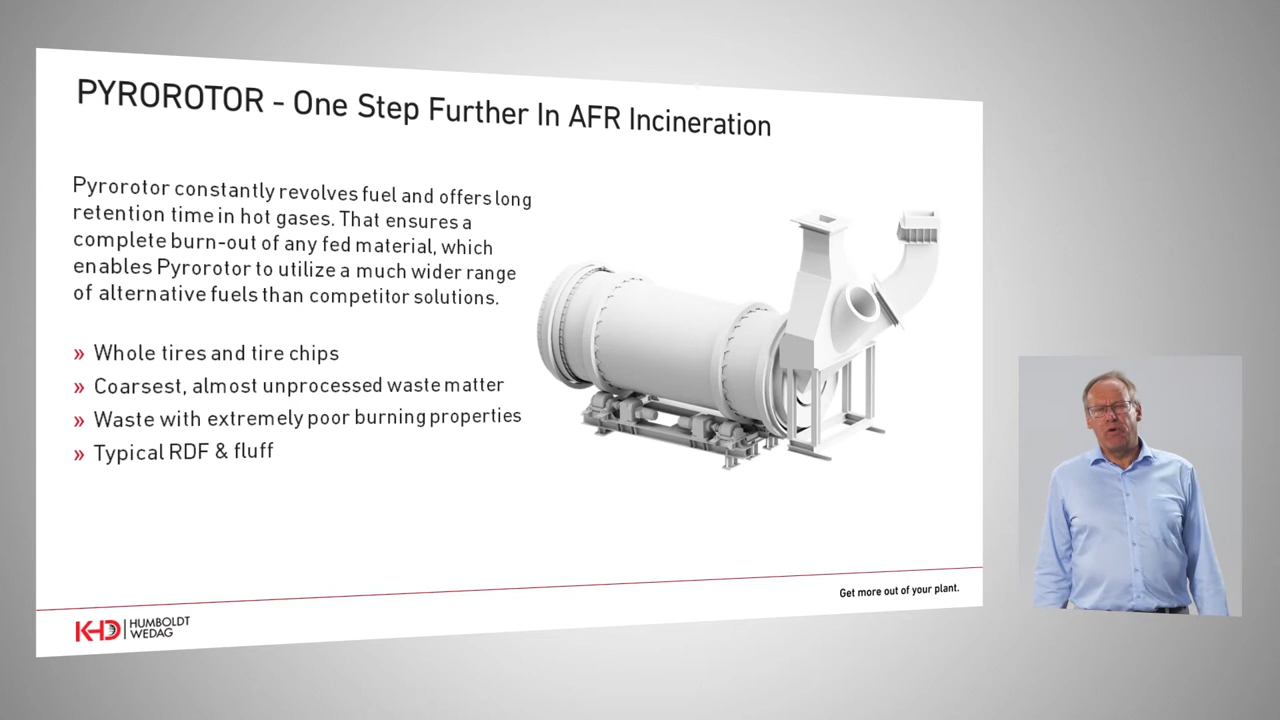 PYROROTOR - One Step Further In AFR Incineration
Pyrorotor constantly revolves fuel and offers long
retention time in hot gases. That ensures a
complete burn-out of any fed material, which
enables Pyrorotor to utilize a much wider range
of alternative fuels than competitor solutions.
» Whole tires and tire chips
» Coarsest, almost unprocessed waste matter
» Waste with extremely poor burning properties
» Typical RDF & fluff
Get more out of your plant.
KHD HUMBOLDT
WEDAG